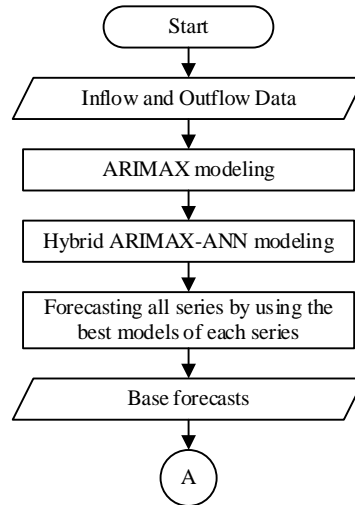 Start
Inflow and Outflow Data
ARIMAX modeling
Hybrid ARIMAX-ANN modeling
Forecasting all series by using the
best models of each series
Base forecasts
A